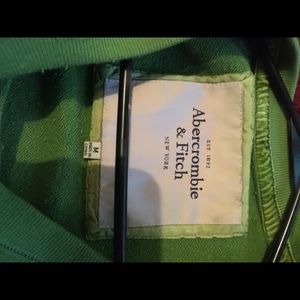 EST 1892
Abercrombie
& Fitch
NEW YORK
M